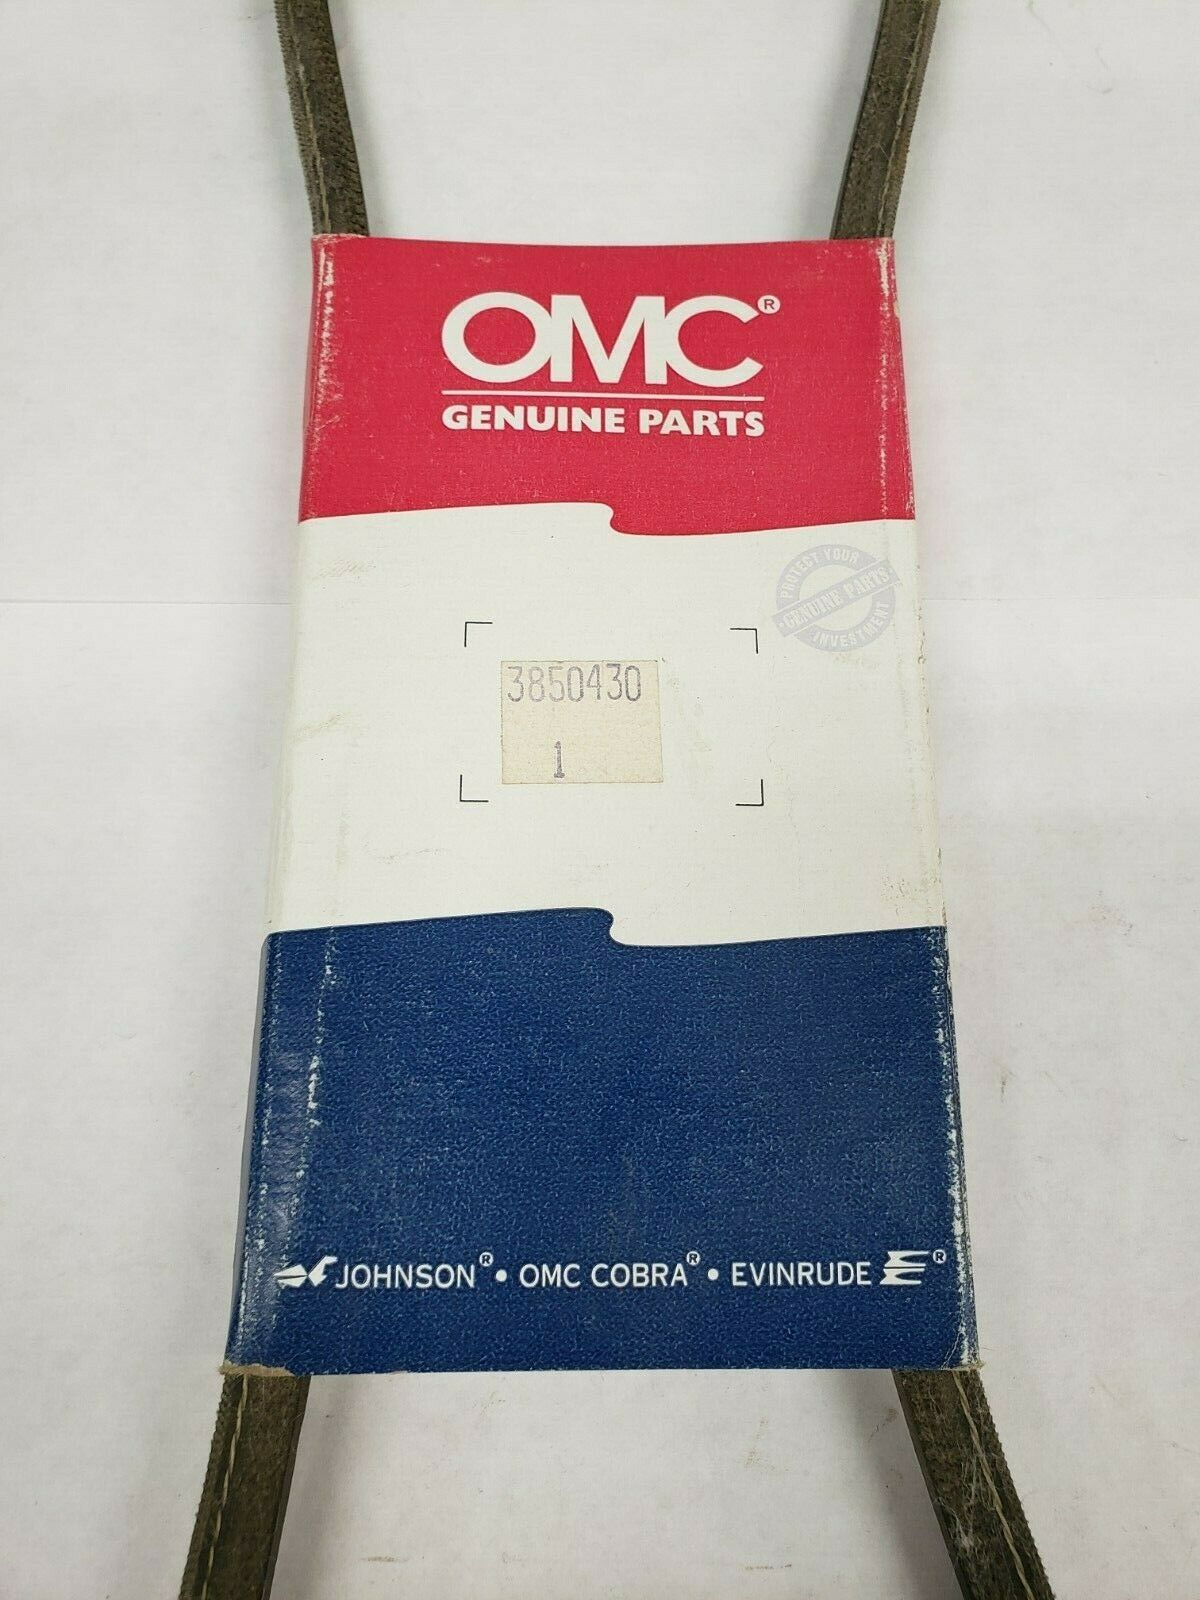 OMC®
GENUINE PARTS
PROTECT YOUR
GENUINE PARTS
INVESTMENT
3850430
1
JOHNSON® • OMC COBRA® • EVINRUDE ®